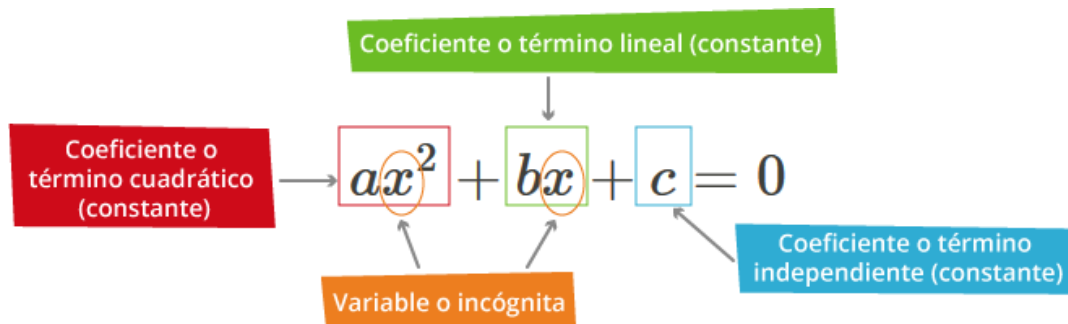 Coeficiente o término lineal (constante)
Coeficiente o
término cuadrático
(constante)
ax² + bx + c = 0
Coeficiente o término
independiente (constante)
Variable o incógnita